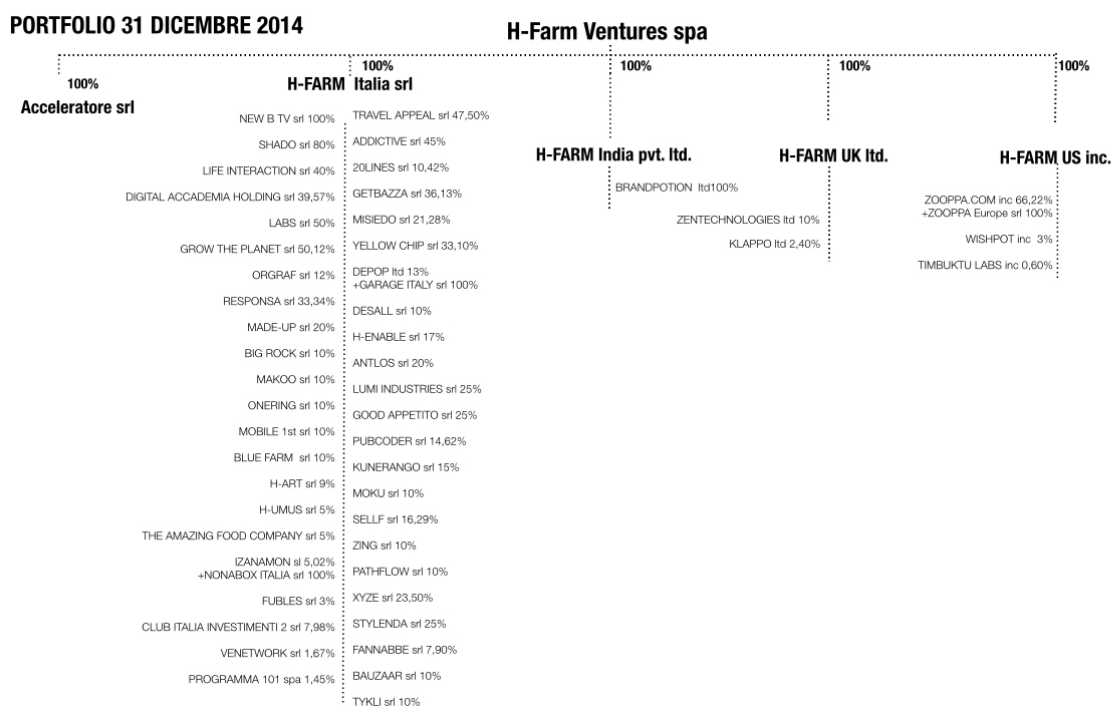 PORTFOLIO 31 DICEMBRE 2014
H-Farm Ventures spa
100%
Acceleratore srl
100%
H-FARM Italia srl
NEW B TV srl 100%
SHADO srl 80%
LIFE INTERACTION srl 40%
DIGITAL ACCADEMIA HOLDING srl 39,57%
LABS srl 50%
GROW THE PLANET srl 50,12%
ORGRAF srl 12%
RESPONSA srl 33,34%
MADE-UP srl 20%
BIG ROCK srl 10%
MAKOO srl 10%
ONERING srl 10%
MOBILE 1st srl 10%
BLUE FARM srl 10%
H-ART srl 9%
H-UMUS srl 5%
THE AMAZING FOOD COMPANY srl 5%
IZANAMON sl 5,02%
+NONABOX ITALIA srl 100%
FUBLES srl 3%
CLUB ITALIA INVESTIMENTI 2 srl 7,98%
VENETWORK srl 1,67%
PROGRAMMA 101 spa 1,45%
TRAVEL APPEAL srl 47,50%
ADDICTIVE srl 45%
20LINES srl 10,42%
GETBAZZA srl 36,13%
MISIEDO srl 21,28%
YELLOW CHIP srl 33,10%
DEPOP ltd 13%
+GARAGE ITALY srl 100%
DESALL srl 10%
H-ENABLE srl 17%
ANTLOS srl 20%
LUMI INDUSTRIES srl 25%
GOOD APPETITO srl 25%
PUBCODER srl 14,62%
KUNERANGO srl 15%
MOKU srl 10%
SELLF srl 16,29%
ZING srl 10%
PATHFLOW srl 10%
XYZE srl 23,50%
STYLENDA srl 25%
FANNABBE srl 7,90%
BAUZAAR srl 10%
TYKLI srl 10%
100%
H-FARM India pvt. ltd.
BRANDPOTION ltd100%
100%
H-FARM UK ltd.
ZENTECHNOLOGIES ltd 10%
KLAPPO ltd 2,40%
100%
H-FARM US inc.
ZOOPPA.COM inc 66,22%
+ZOOPPA Europe srl 100%
WISHPOT inc 3%
TIMBUKTU LABS inc 0,60%